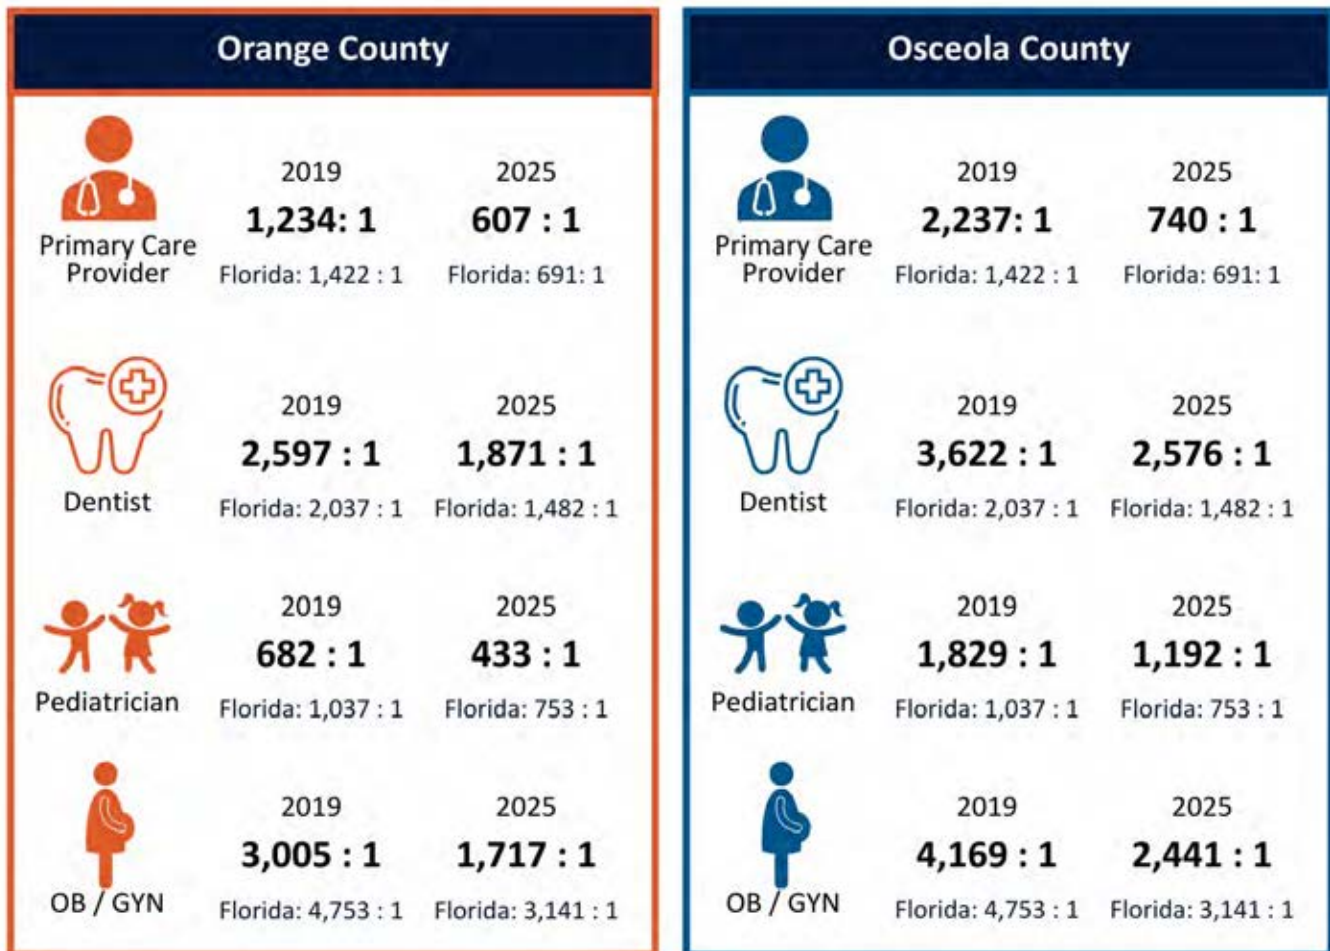 Orange County
2019 2025
1,234: 1 607 : 1
Primary Care
Provider
Florida: 1,422 : 1 Florida: 691: 1
2019 2025
2,597 : 1 1,871 : 1
Dentist
Florida: 2,037 : 1 Florida: 1,482 : 1
2019 2025
682 : 1 433 : 1
Pediatrician
Florida: 1,037 : 1 Florida: 753 : 1
2019 2025
3,005 : 1 1,717 : 1
OB / GYN
Florida: 4,753 : 1 Florida: 3,141 : 1
Osceola County
2019 2025
2,237: 1 740 : 1
Primary Care
Provider
Florida: 1,422 : 1 Florida: 691: 1
2019 2025
3,622 : 1 2,576 : 1
Dentist
Florida: 2,037 : 1 Florida: 1,482 : 1
2019 2025
1,829 : 1 1,192 : 1
Pediatrician
Florida: 1,037 : 1 Florida: 753 : 1
2019 2025
4,169 : 1 2,441 : 1
OB / GYN
Florida: 4,753 : 1 Florida: 3,141 : 1